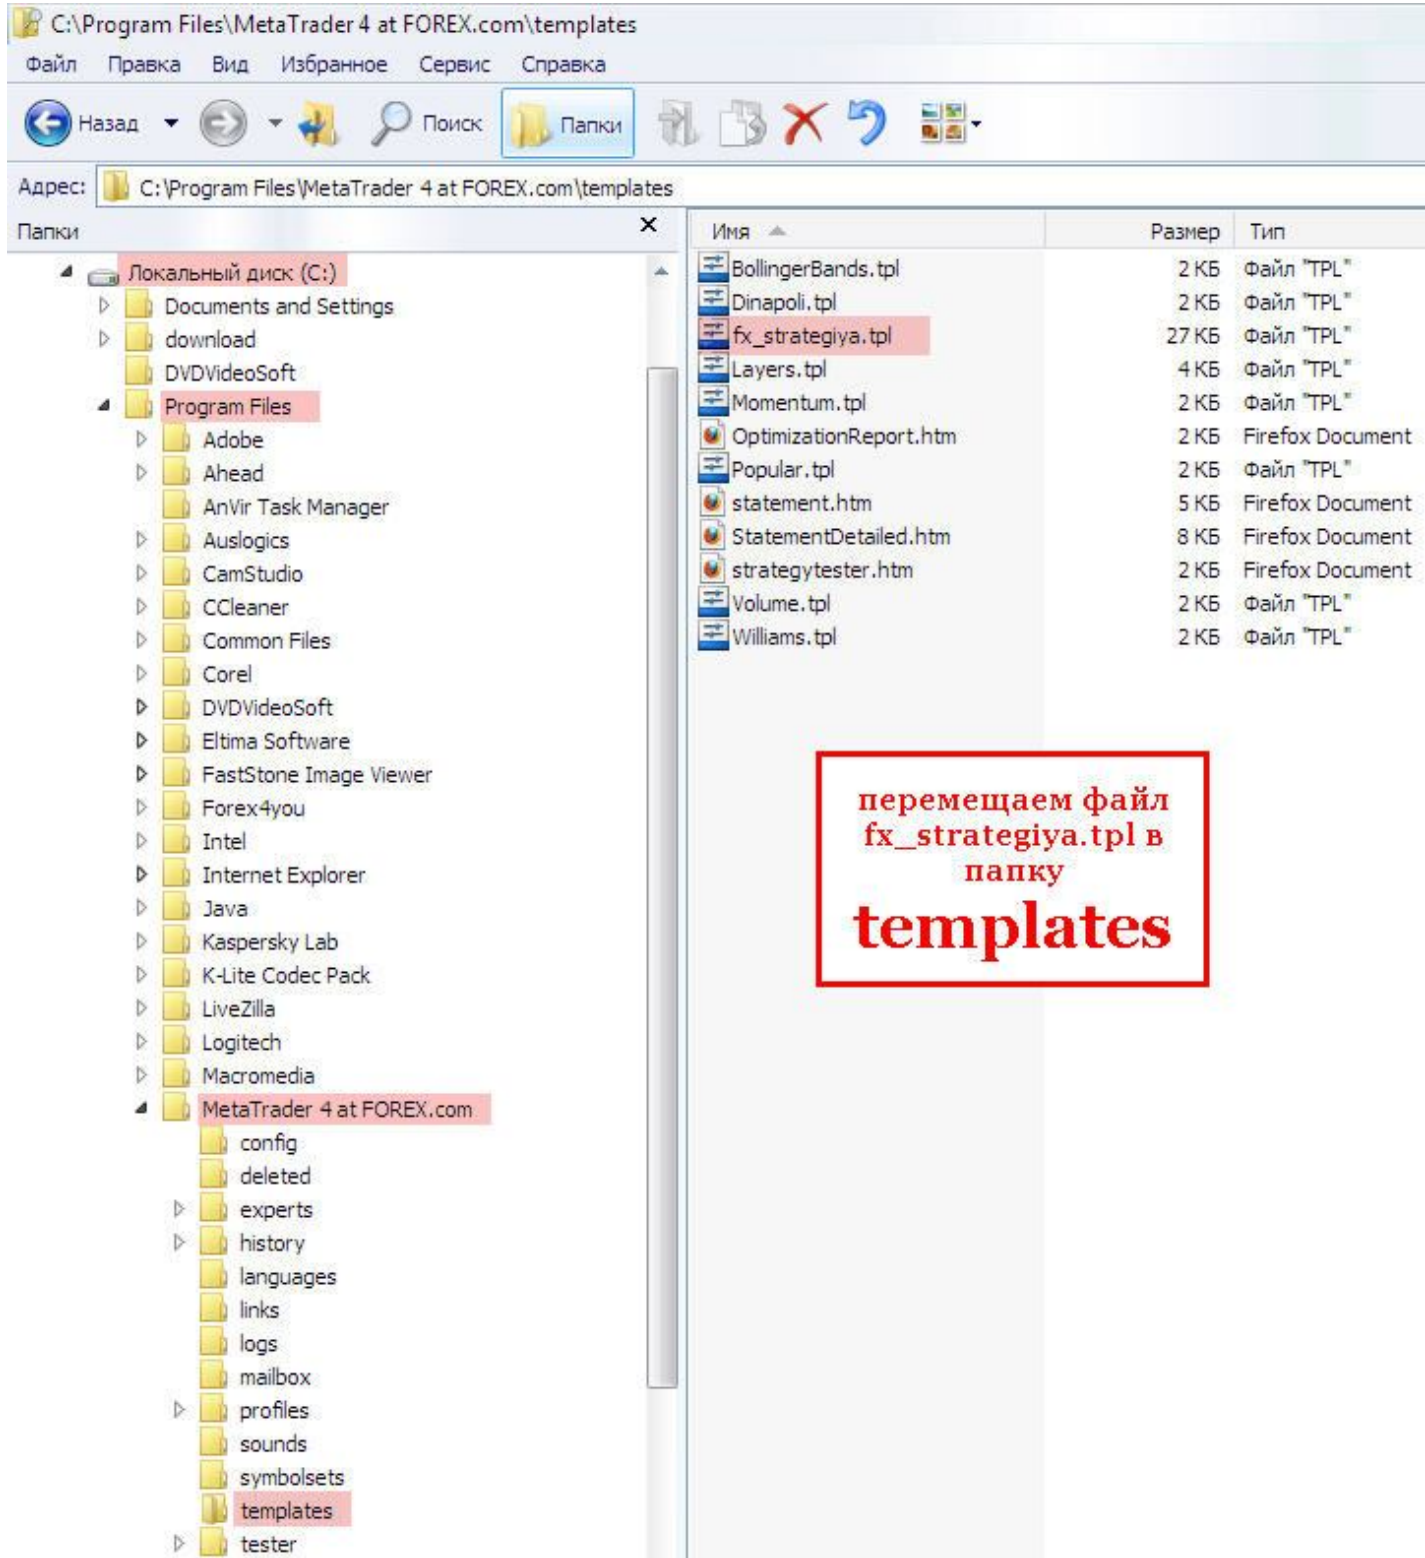 C:\Program Files\MetaTrader 4 at FOREX.com\templates
Файл Правка Вид Избранное Сервис Справка
Назад Поиск Папки
Адрес: C:\Program Files\MetaTrader 4 at FOREX.com\templates
Папки
Локальный диск (C:)
Documents and Settings
download
DVDVideoSoft
Program Files
Adobe
Ahead
AnVir Task Manager
Auslogics
CamStudio
CCleaner
Common Files
Corel
DVDVideoSoft
Eltima Software
FastStone Image Viewer
Forex4you
Intel
Internet Explorer
Java
Kaspersky Lab
K-Lite Codec Pack
LiveZilla
Logitech
Macromedia
MetaTrader 4 at FOREX.com
config
deleted
experts
history
languages
links
logs
mailbox
profiles
sounds
symbolsets
templates
tester
Имя Размер Тип
BollingerBands.tpl 2 КБ Файл "TPL"
Dinapoli.tpl 2 КБ Файл "TPL"
fx_strategiya.tpl 27 КБ Файл "TPL"
Layers.tpl 4 КБ Файл "TPL"
Momentum.tpl 2 КБ Файл "TPL"
OptimizationReport.htm 2 КБ Firefox Document
Popular.tpl 2 КБ Файл "TPL"
statement.htm 5 КБ Firefox Document
StatementDetailed.htm 8 КБ Firefox Document
strategytester.htm 2 КБ Firefox Document
Volume.tpl 2 КБ Файл "TPL"
Williams.tpl 2 КБ Файл "TPL"
перемещаем файл
fx_strategiya.tpl в
папку
templates